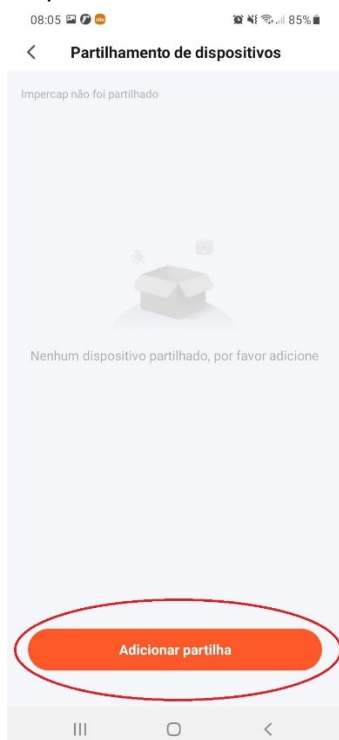 08:05
85%
Partilhamento de dispositivos
Impercap não foi partilhado
Nenhum dispositivo partilhado, por favor adicione
Adicionar partilha